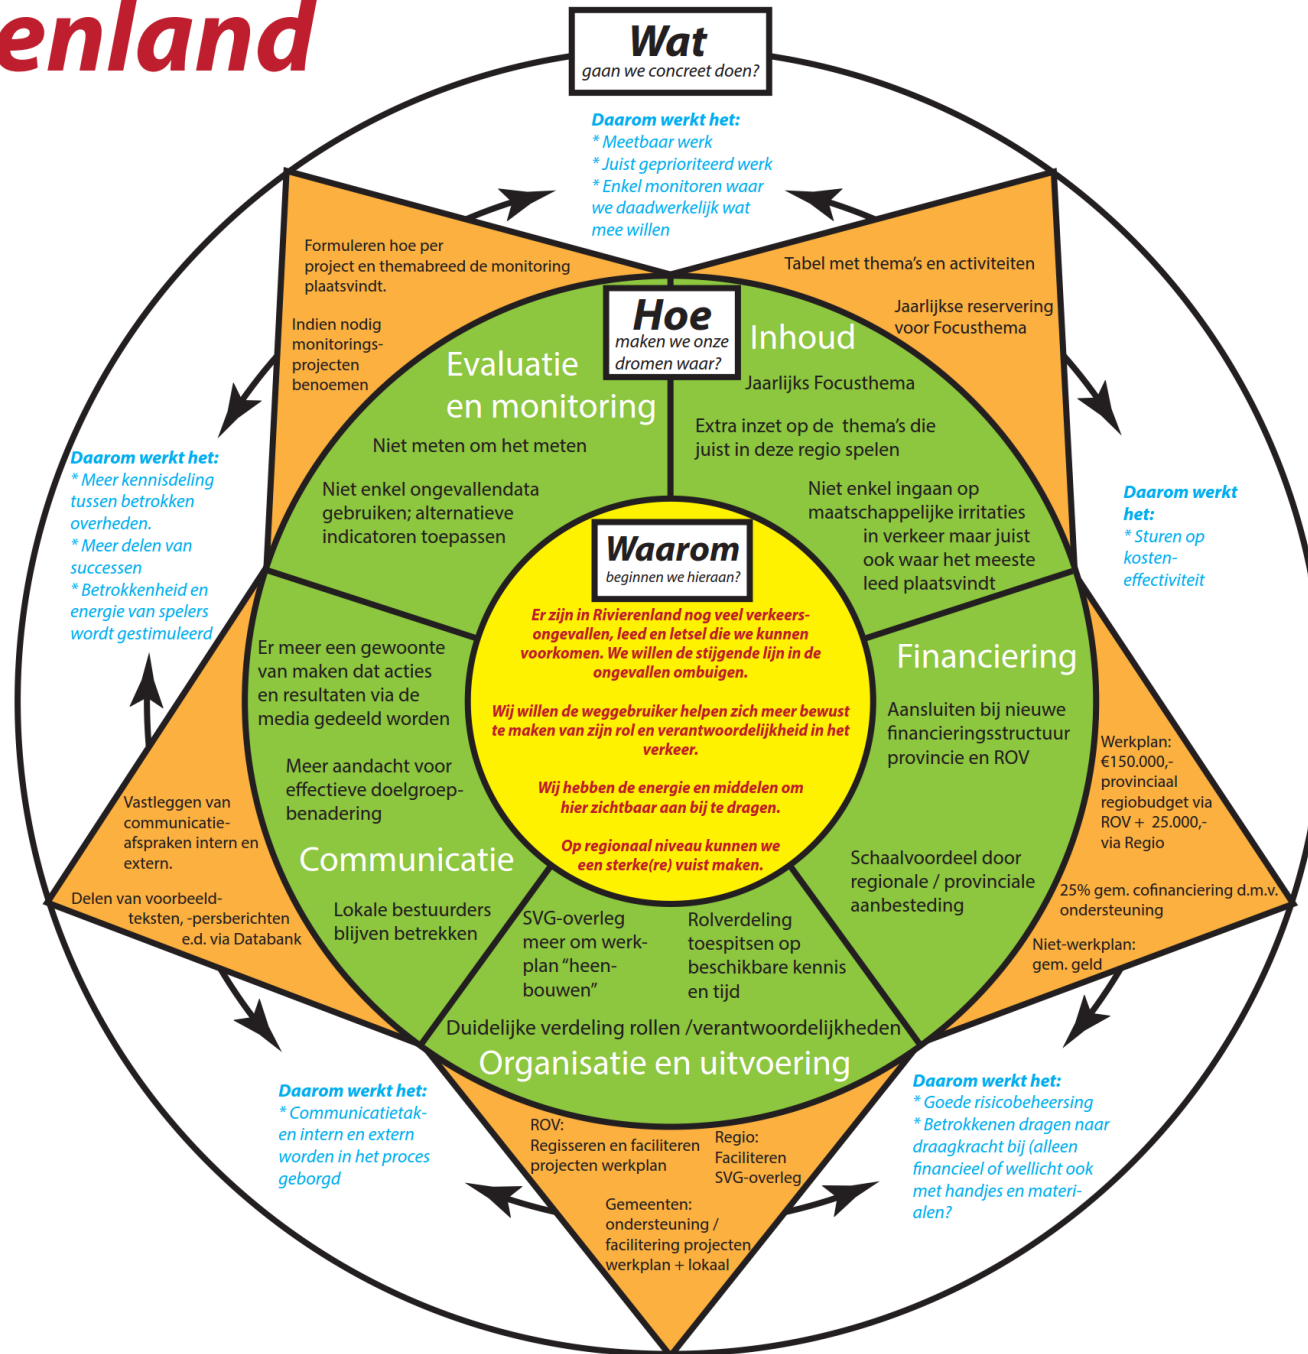 enland
Wat
gaan we concreet doen?
Daarom werkt het:
* Meetbaar werk
* Juist geprioriteerd werk
* Enkel monitoren waar
we daadwerkelijk wat
mee willen
Formuleren hoe per
project en themabreed de monitoring
plaatsvindt.
Indien nodig
monitorings-
projecten
benoemen
Tabel met thema's en activiteiten
Jaarlijkse reservering
voor Focusthema
Hoe
maken we onze
dromen waar?
Evaluatie
en monitoring
Niet meten om het meten
Niet enkel ongevallendata
gebruiken; alternatieve
indicatoren toepassen
Inhoud
Jaarlijks Focusthema
Extra inzet op de thema's die
juist in deze regio spelen
Niet enkel ingaan op
maatschappelijke irritaties
in verkeer maar juist
ook waar het meeste
leed plaatsvindt
Daarom werkt het:
* Meer kennisdeling
tussen betrokken
overheden.
* Meer delen van
successen
* Betrokkenheid en
energie van spelers
wordt gestimuleerd
Daarom werkt
het:
* Sturen op
kosten-
effectiviteit
Waarom
beginnen we hieraan?
Er zijn in Rivierenland nog veel verkeers-
ongevallen, leed en letsel die we kunnen
voorkomen. We willen de stijgende lijn in de
ongevallen ombuigen.
Wij willen de weggebruiker helpen zich meer bewust
te maken van zijn rol en verantwoordelijkheid in het
verkeer.
Wij hebben de energie en middelen om
hier zichtbaar aan bij te dragen.
Op regionaal niveau kunnen we
een sterke(re) vuist maken.
Er meer een gewoonte
van maken dat acties
en resultaten via de
media gedeeld worden
Meer aandacht voor
effectieve doelgroep-
benadering
Communicatie
Lokale bestuurders
blijven betrekken
Financiering
Aansluiten bij nieuwe
financieringsstructuur
provincie en ROV
Schaalvoordeel door
regionale / provinciale
aanbesteding
Vastleggen van
communicatie-
afspraken intern en
extern.
Delen van voorbeeld-
teksten, -persberichten
e.d. via Databank
Werkplan:
€150.000,-
provinciaal
regiobudget via
ROV + 25.000,-
via Regio
25% gem. cofinanciering d.m.v.
ondersteuning
Niet-werkplan:
gem. geld
SVG-overleg
meer om werk-
plan “heen-
bouwen”
Rolverdeling
toespitsen op
beschikbare kennis
en tijd
Duidelijke verdeling rollen /verantwoordelijkheden
Organisatie en uitvoering
Daarom werkt het:
* Communicatietak-
en intern en extern
worden in het proces
geborgd
ROV:
Regisseren en faciliteren
projecten werkplan
Regio:
Faciliteren
SVG-overleg
Gemeenten:
ondersteuning /
facilitering projecten
werkplan + lokaal
Daarom werkt het:
* Goede risicobeheersing
* Betrokkenen dragen naar
draagkracht bij (alleen
financieel of wellicht ook
met handjes en materi-
alen?